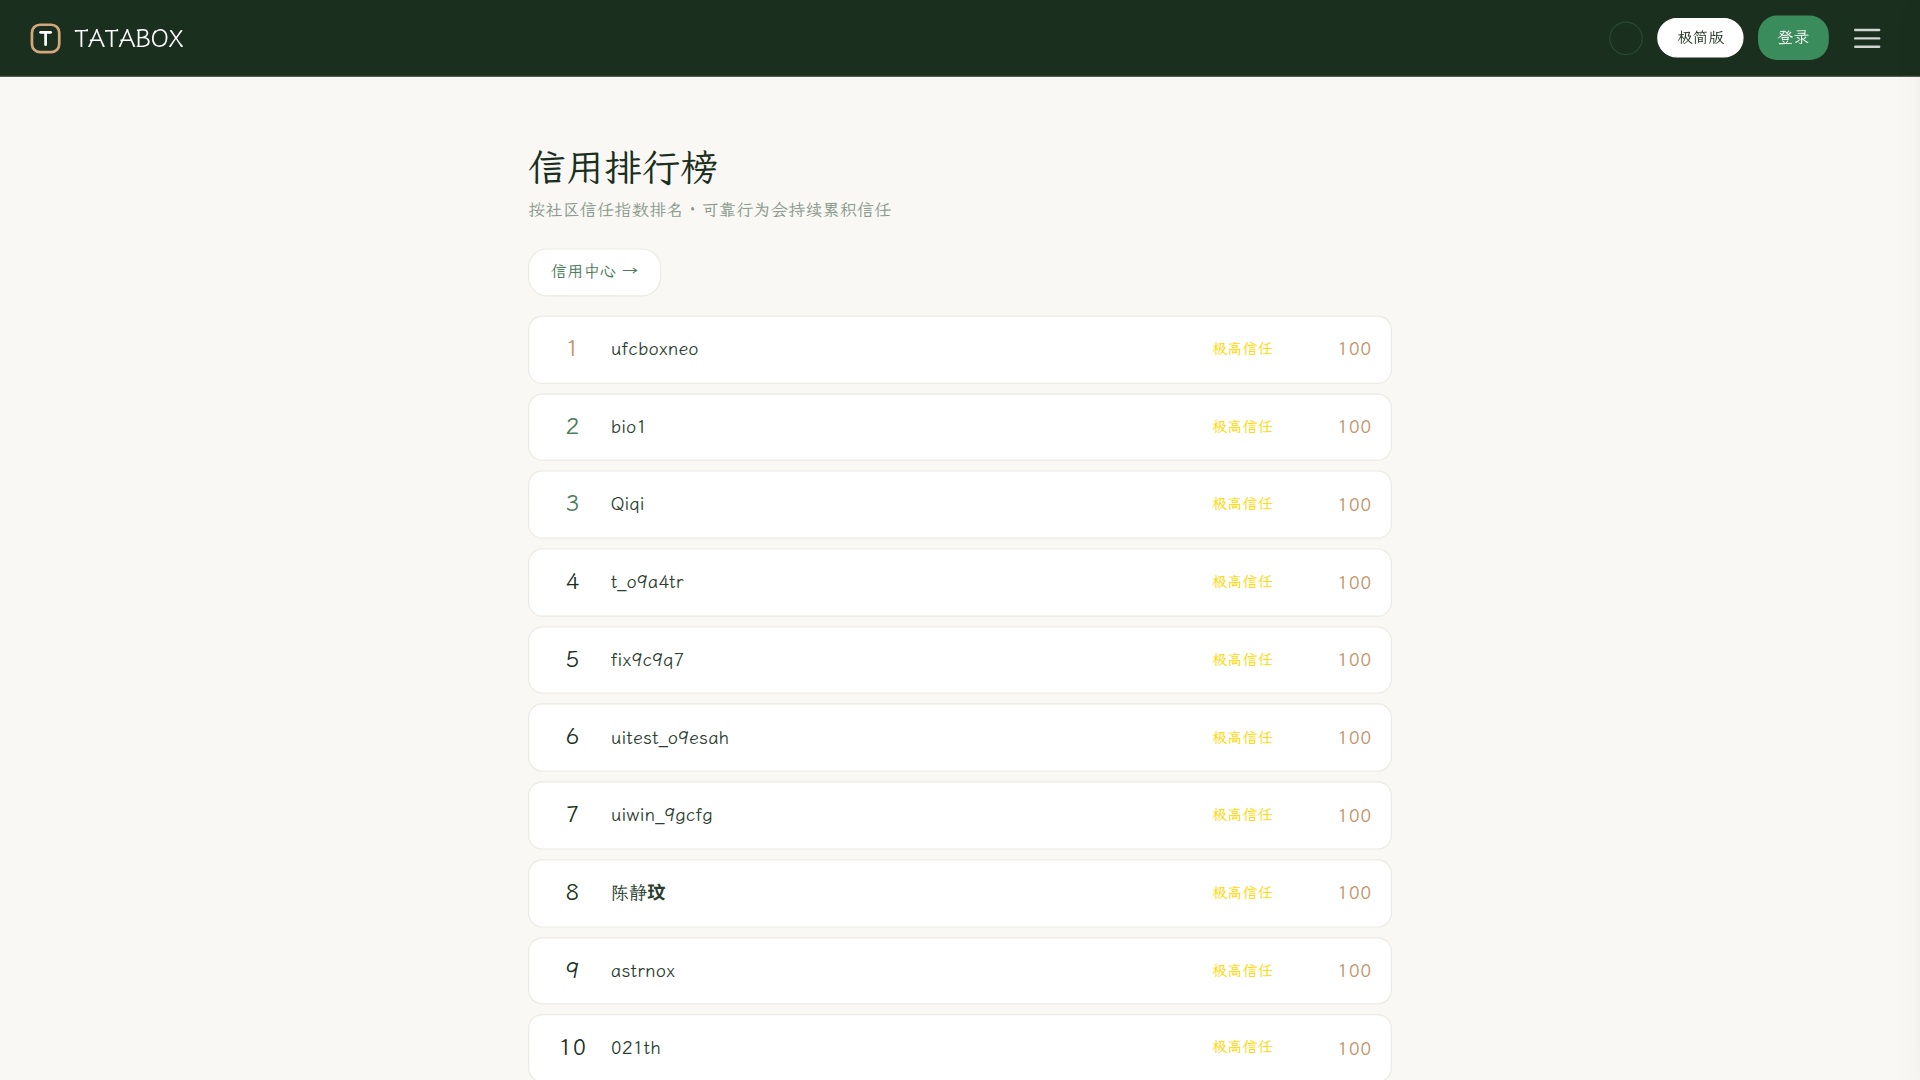 TATABOX
极简版
登录
信用排行榜
按社区信任指数排名·可靠行为会持续累积信任
信用中心 →
1 ufcboxneo 极高信任 100
2 bio1 极高信任 100
3 Qiqi 极高信任 100
4 t_o9a4tr 极高信任 100
5 fix9c9q7 极高信任 100
6 uitest_o9esah 极高信任 100
7 uiwin_9gcfg 极高信任 100
8 陈静玟 极高信任 100
9 astrnox 极高信任 100
10 021th 极高信任 100